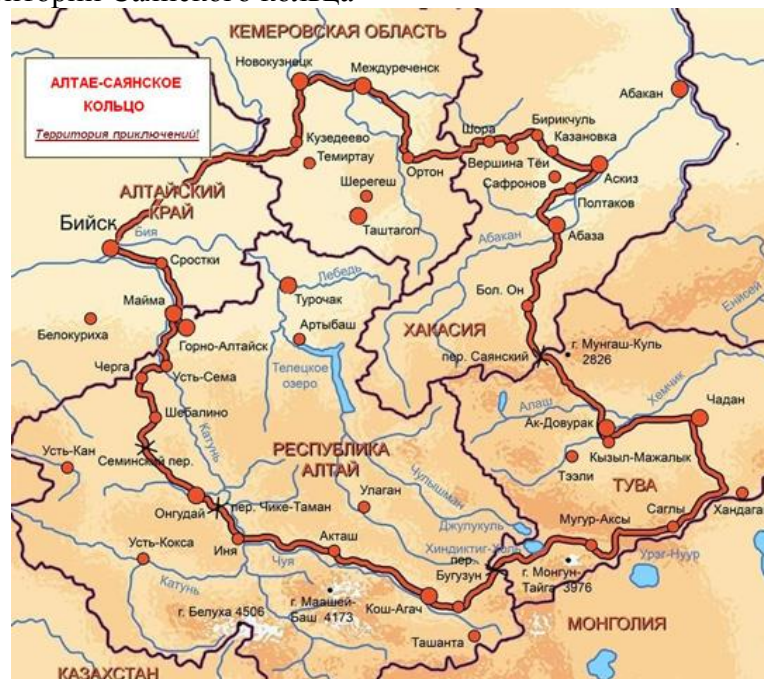 КЕМЕРОВСКАЯ ОБЛАСТЬ
Новокузнецк
Междуреченск
АЛТАЕ-САЯНСКОЕ
КОЛЬЦО
Территория приключений!
Абакан
Шора
Бирикчуль
Казановка
Кузедеево
Темиртау
Ортон
Вершина Тёи
Сафронов
Аскиз
Полтаков
Шерегеш
Таштагол
АЛТАЙСКИЙ
КРАЙ
Бийск
Бия
Абакан
Абаза
Сростки
Лебедь
Турочак
Майма
Бол. Он
Енисей
Белокуриха
Артыбаш
ХАКАСИЯ
Горно-Алтайск
пер. Саянский
г. Мунгаш-Куль
2826
Черга
Усть-Сема
Телецкое
озеро
Хемчик
Чадан
Шебалино
Алаш
Ак-Довурак
Катунь
Усть-Кан
Семинский пер.
РЕСПУБЛИКА
АЛТАЙ
Кызыл-Мажалык
Тээли
Чулышман
ТУВА
Онгудай
пер. Чике-Таман
Улаган
Саглы
Хандагай
Джулукуль
Мугур-Аксы
Усть-Кокса
Иня
Акташ
Хиндиктиг-Холь
Чуя
пер.
Бугузун
Урэг-Нуур
Катунь
г. Монгун-
Тайга 3976
г. Белуха 4506
г. Маашей-
Баш 4173
Кош-Агач
Ташанта
МОНГОЛИЯ
КАЗАХСТАН